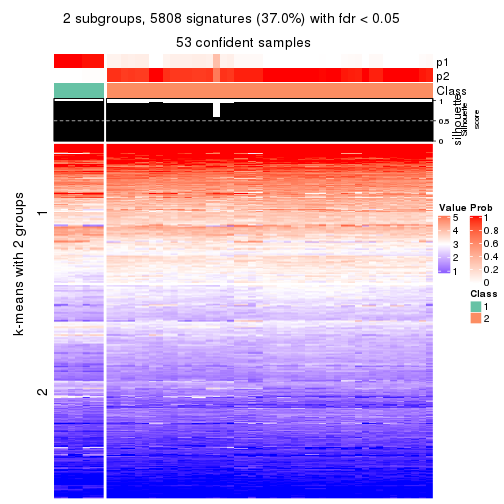 2 subgroups, 5808 signatures (37.0%) with fdr < 0.05
53 confident samples
p1
p2
Class
1
0.5
0
silhouette
Silhouette
score
k-means with 2 groups
1
2
Value
5
4
3
2
1
Prob
1
0.8
0.6
0.4
0.2
0
Class
1
2